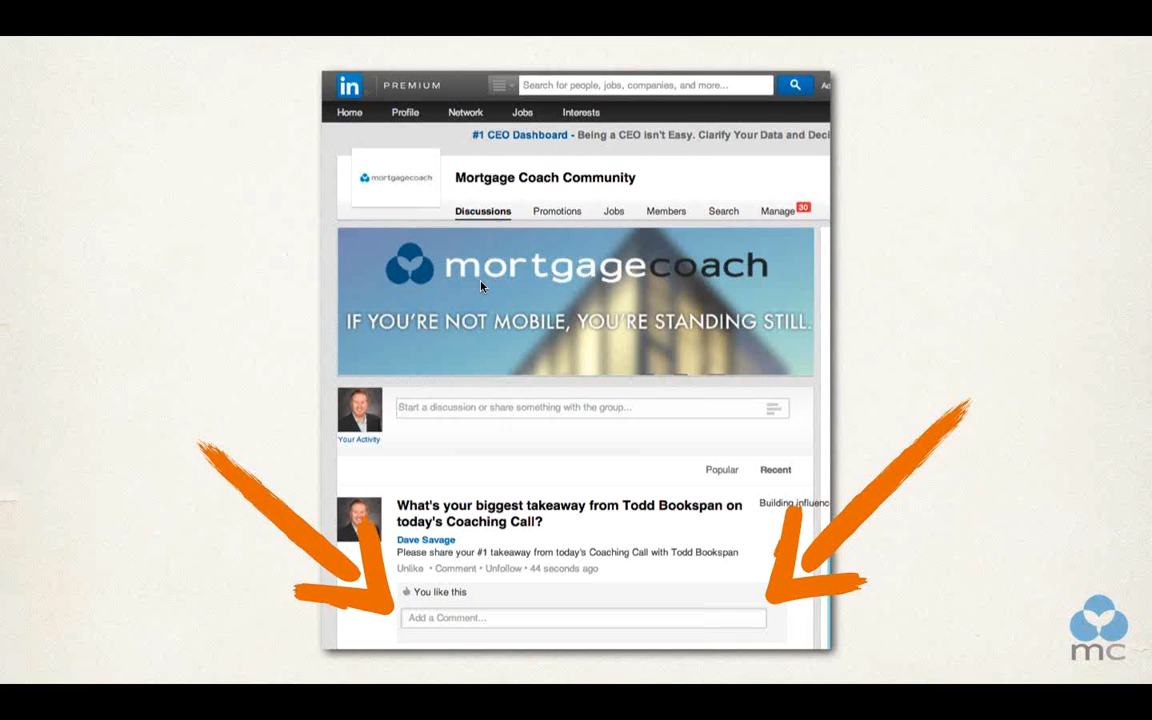 in PREMIUM Search for people, jobs, companies, and more...
Home Profile Network Jobs Interests
#1 CEO Dashboard - Being a CEO isn't Easy. Clarify Your Data and Deci
mortgagecoach
Mortgage Coach Community
Discussions Promotions Jobs Members Search Manage 30
mortgagecoach
IF YOU'RE NOT MOBILE, YOU'RE STANDING STILL.
Start a discussion or share something with the group...
Your Activity
Popular Recent
What's your biggest takeaway from Todd Bookspan on
today's Coaching Call?
Building influenc
Dave Savage
Please share your #1 takeaway from today's Coaching Call with Todd Bookspan
Unlike • Comment • Unfollow • 44 seconds ago
You like this
Add a Comment...
mc